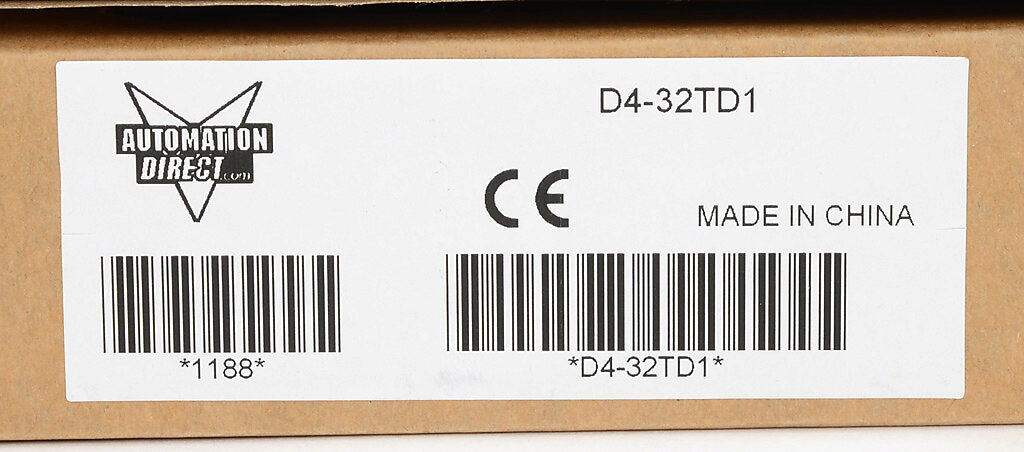 AUTOMATION
DIRECT.com
D4-32TD1
CE
MADE IN CHINA
*1188*
*D4-32TD1*